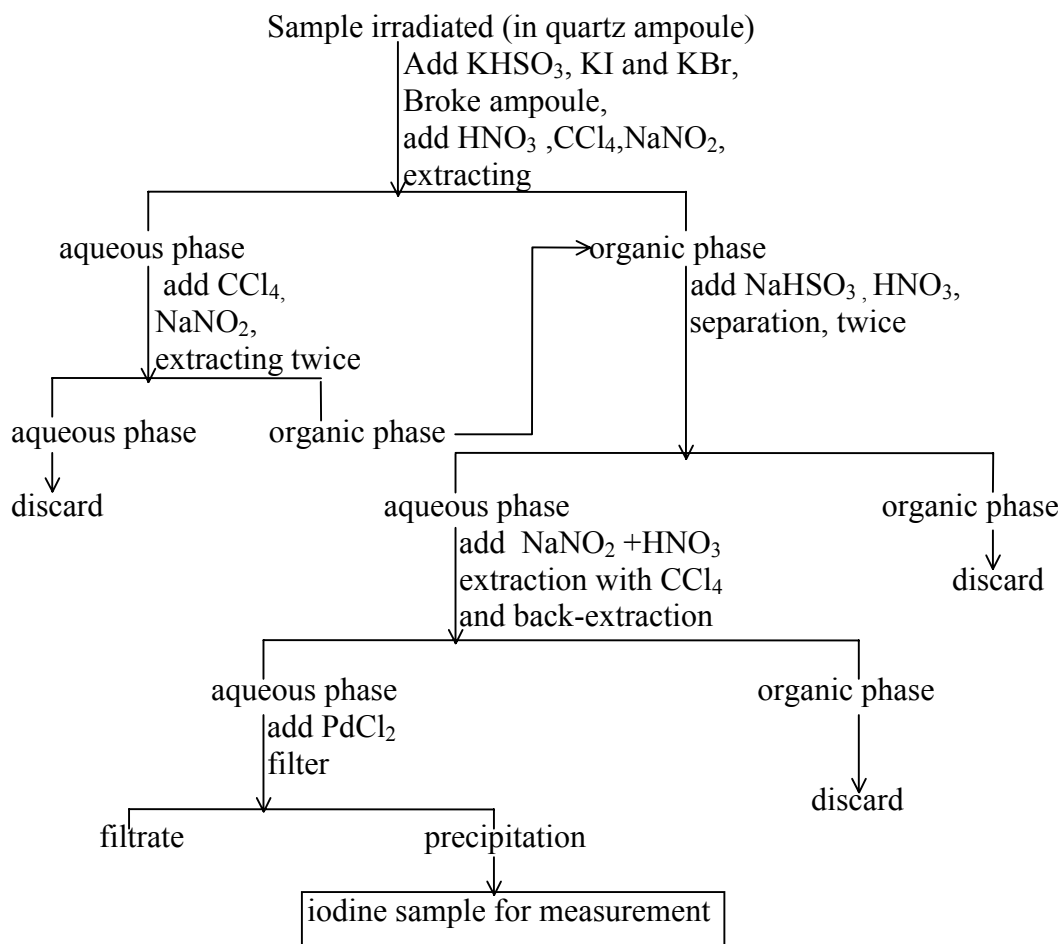 Sample irradiated (in quartz ampoule)
Add KHSO₃, KI and KBr,
Broke ampoule,
add HNO₃ ,CCl₄,NaNO₂,
extracting
aqueous phase
add CCl₄,
NaNO₂,
extracting twice
organic phase
add NaHSO₃ , HNO₃,
separation, twice
aqueous phase
organic phase
discard
aqueous phase
add NaNO₂ +HNO₃
extraction with CCl₄
and back-extraction
organic phase
discard
aqueous phase
add PdCl₂
filter
organic phase
discard
filtrate
precipitation
iodine sample for measurement